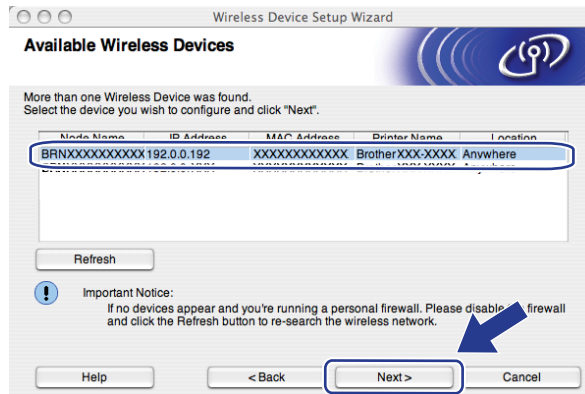 Wireless Device Setup Wizard
Available Wireless Devices
More than one Wireless Device was found.
Select the device you wish to configure and click "Next".
Node Name IP Address MAC Address Printer Name Location
BRNXXXXXXXXXX 192.0.0.192 XXXXXXXXXXXX Brother XXX-XXXX Anywhere
Refresh
Important Notice:
If no devices appear and you're running a personal firewall. Please disable firewall
and click the Refresh button to re-search the wireless network.
Help < Back Next > Cancel